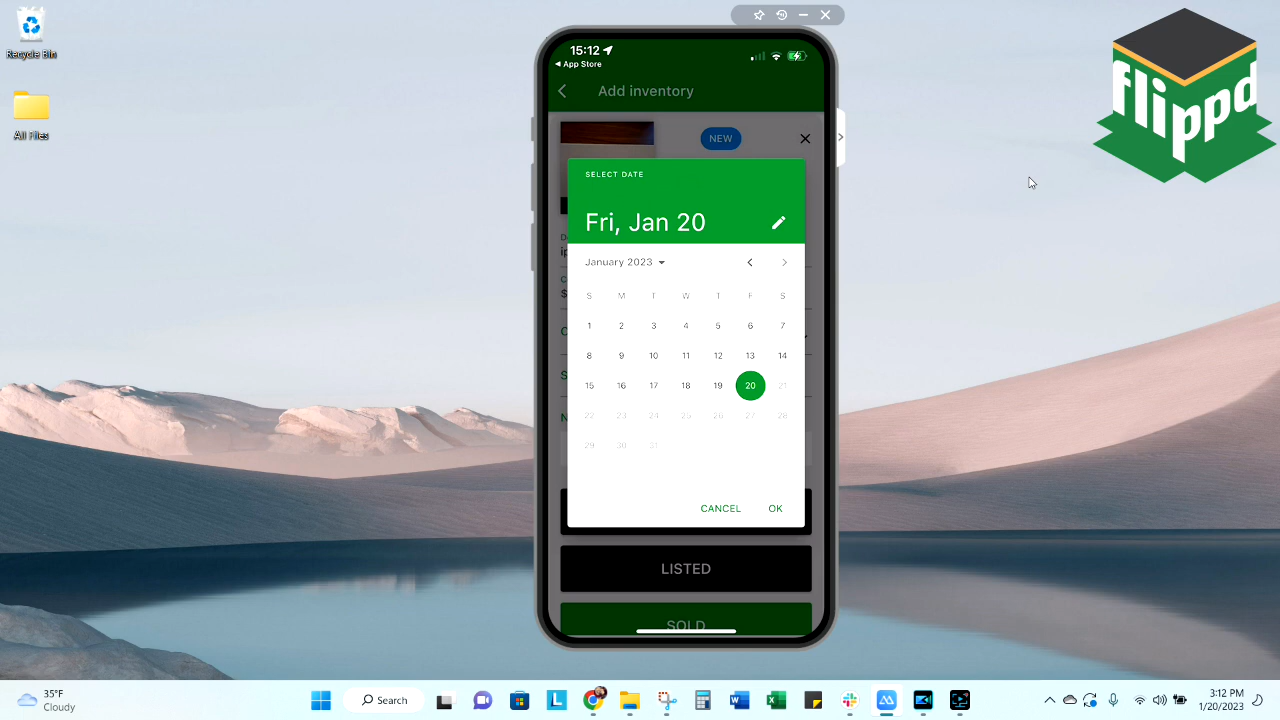 Recycle Bin
All Files
15:12
App Store
Add inventory
NEW
SELECT DATE
Fri, Jan 20
January 2023
S M T W T F S
1 2 3 4 5 6 7
8 9 10 11 12 13 14
15 16 17 18 19 20 21
22 23 24 25 26 27 28
29 30 31
CANCEL OK
LISTED
SOLD
flippd
35°F
Cloudy
Search
3:12 PM
1/20/2023